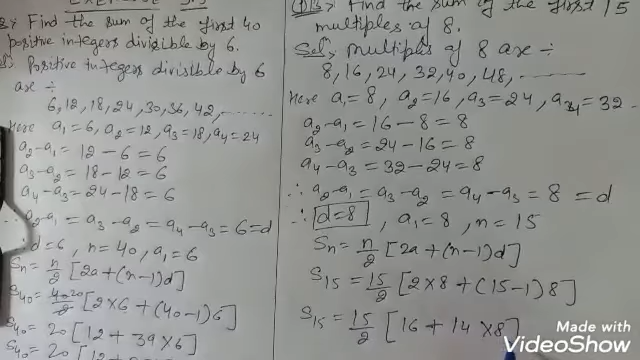 Find the sum of the first 40
positive integers divisible by 6.
Positive integers divisible by 6
are ÷
6, 12, 18, 24, 30, 36, 42, ........
Here a₁ = 6, a₂ = 12, a₃ = 18, a₄ = 24
a₂ - a₁ = 12 - 6 = 6
a₃ - a₂ = 18 - 12 = 6
a₄ - a₃ = 24 - 18 = 6
∴ a₂ - a₁ = a₃ - a₂ = a₄ - a₃ = 6 = d
∴ d = 6, n = 40, a₁ = 6
Sₙ = n/2 [2a + (n-1)d]
S₄₀ = 40/2 20 [2×6 + (40-1)6]
S₄₀ = 20 [12 + 39×6]
S₄₀ = 20
Find the sum of the first 15
multiples of 8.
Sol, multiples of 8 are ÷
8, 16, 24, 32, 40, 48, ........
Here a₁ = 8, a₂ = 16, a₃ = 24, a₄ = 32 ..
a₂ - a₁ = 16 - 8 = 8
a₃ - a₂ = 24 - 16 = 8
a₄ - a₃ = 32 - 24 = 8
∴ a₂ - a₁ = a₃ - a₂ = a₄ - a₃ = 8 = d
∴ d = 8, a₁ = 8, n = 15
Sₙ = n/2 [2a + (n-1)d]
S₁₅ = 15/2 [2×8 + (15-1)8]
S₁₅ = 15/2 [16 + 14×8]
Made with
VideoShow